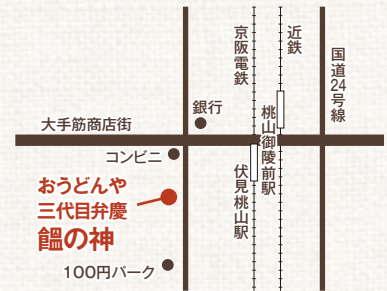 京阪電鉄
近鉄
国道24号線
銀行
大手筋商店街
桃山御陵前駅
コンビニ
伏見桃山駅
おうどんや
三代目弁慶
饂の神
100円パーク